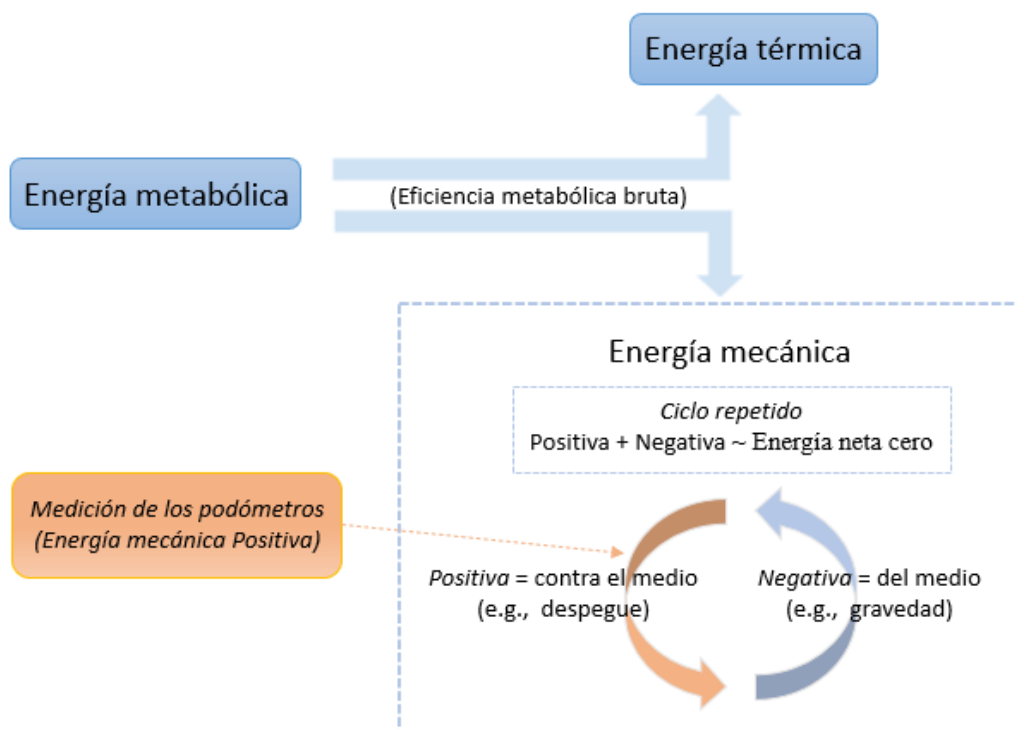 Energía térmica
Energía metabólica
(Eficiencia metabólica bruta)
Energía mecánica
Ciclo repetido
Positiva + Negativa ~ Energía neta cero
Medición de los podómetros
(Energía mecánica Positiva)
Positiva = contra el medio
(e.g., despegue)
Negativa = del medio
(e.g., gravedad)